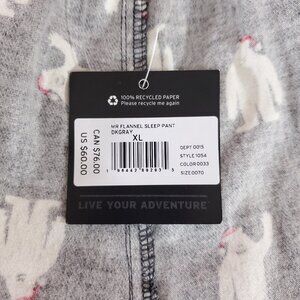 100% RECYCLED PAPER
Please recycle me again
CAN $76.00
US $60.00
WR FLANNEL SLEEP PANT
DKGRAY
XL
DEPT 0015
STYLE 1054
COLOR 0033
SIZE 0070
LIVE YOUR ADVENTURE